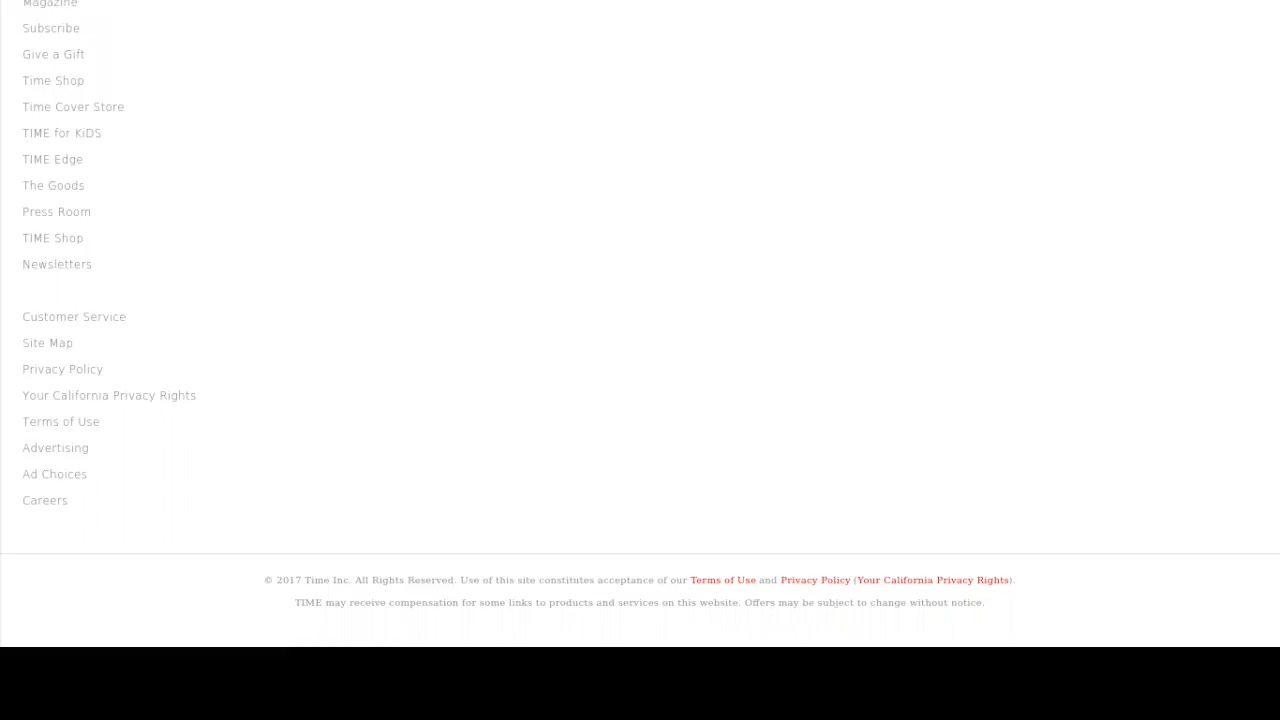 Magazine
Subscribe
Give a Gift
Time Shop
Time Cover Store
TIME for KiDS
TIME Edge
The Goods
Press Room
TIME Shop
Newsletters
Customer Service
Site Map
Privacy Policy
Your California Privacy Rights
Terms of Use
Advertising
Ad Choices
Careers
© 2017 Time Inc. All Rights Reserved. Use of this site constitutes acceptance of our Terms of Use and Privacy Policy (Your California Privacy Rights).
TIME may receive compensation for some links to products and services on this website. Offers may be subject to change without notice.